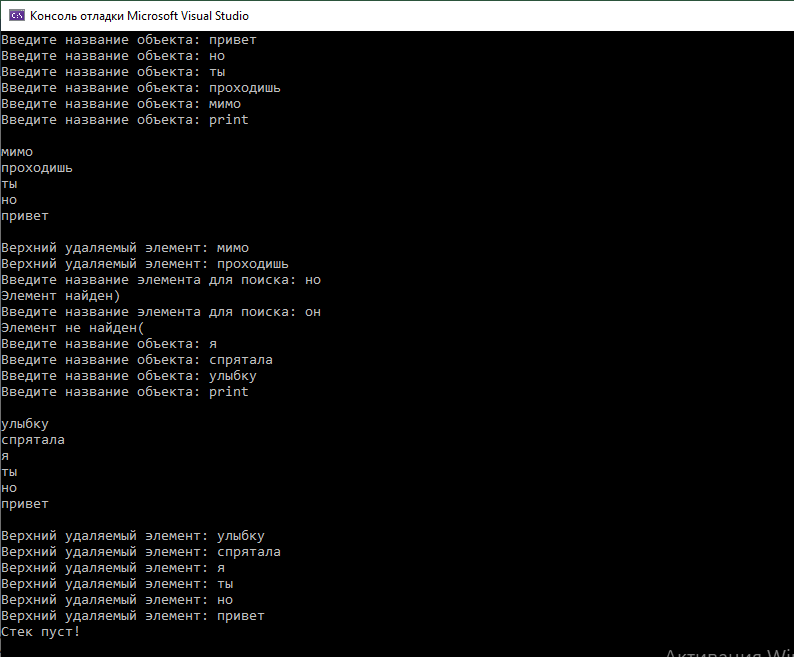 Консоль отладки Microsoft Visual Studio
Введите название объекта: привет
Введите название объекта: но
Введите название объекта: ты
Введите название объекта: проходишь
Введите название объекта: мимо
Введите название объекта: print
мимо
проходишь
ты
но
привет
Верхний удаляемый элемент: мимо
Верхний удаляемый элемент: проходишь
Введите название элемента для поиска: но
Элемент найден)
Введите название элемента для поиска: он
Элемент не найден(
Введите название объекта: я
Введите название объекта: спрятала
Введите название объекта: улыбку
Введите название объекта: print
улыбку
спрятала
я
ты
но
привет
Верхний удаляемый элемент: улыбку
Верхний удаляемый элемент: спрятала
Верхний удаляемый элемент: я
Верхний удаляемый элемент: ты
Верхний удаляемый элемент: но
Верхний удаляемый элемент: привет
Стек пуст!
Активация Wi